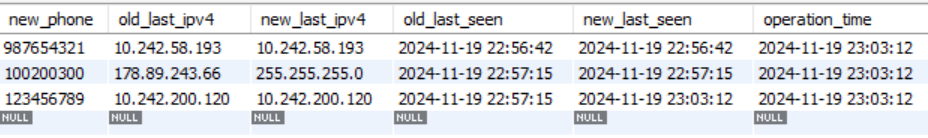 new_phone old_last_ipv4 new_last_ipv4 old_last_seen new_last_seen operation_time
987654321 10.242.58.193 10.242.58.193 2024-11-19 22:56:42 2024-11-19 22:56:42 2024-11-19 23:03:12
100200300 178.89.243.66 255.255.255.0 2024-11-19 22:57:15 2024-11-19 22:57:15 2024-11-19 23:03:12
123456789 10.242.200.120 10.242.200.120 2024-11-19 22:57:15 2024-11-19 23:03:12 2024-11-19 23:03:12
NULL NULL NULL NULL NULL NULL